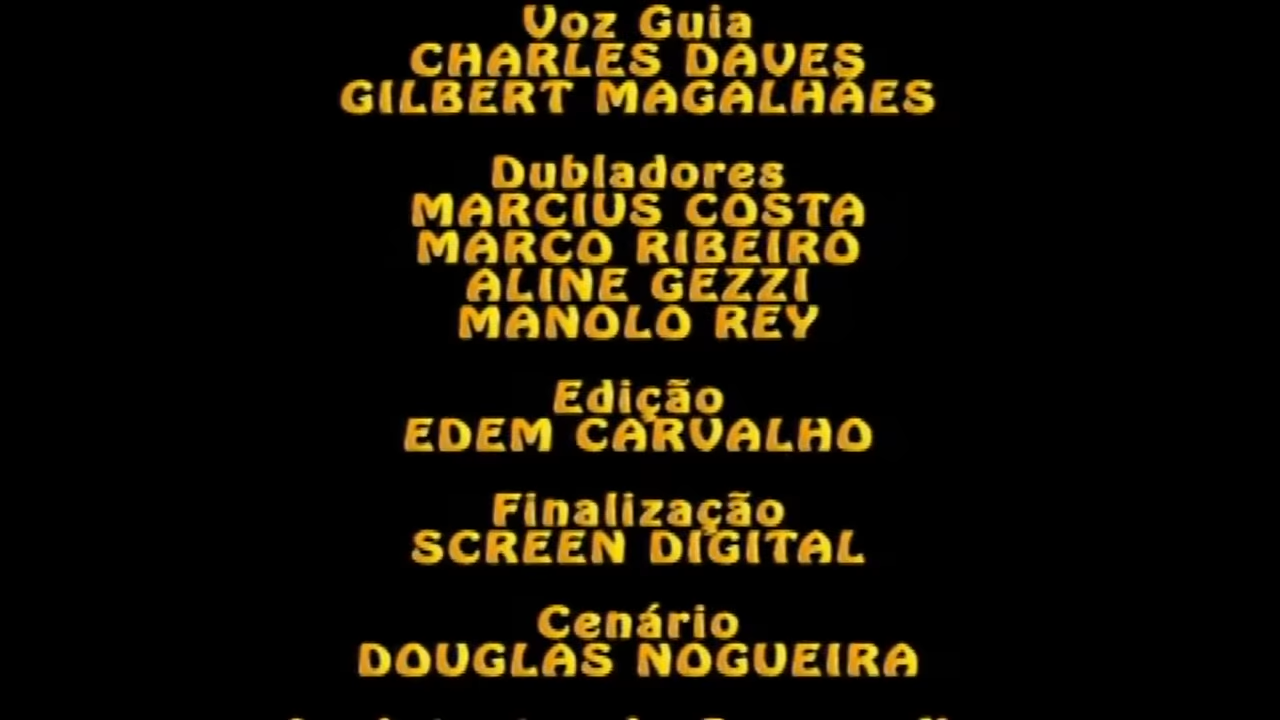 Voz Guia
CHARLES DAVES
GILBERT MAGALHÃES
Dubladores
MARCIUS COSTA
MARCO RIBEIRO
ALINE GEZZI
MANOLO REY
Edição
EDEM CARVALHO
Finalização
SCREEN DIGITAL
Cenário
DOUGLAS NOGUEIRA